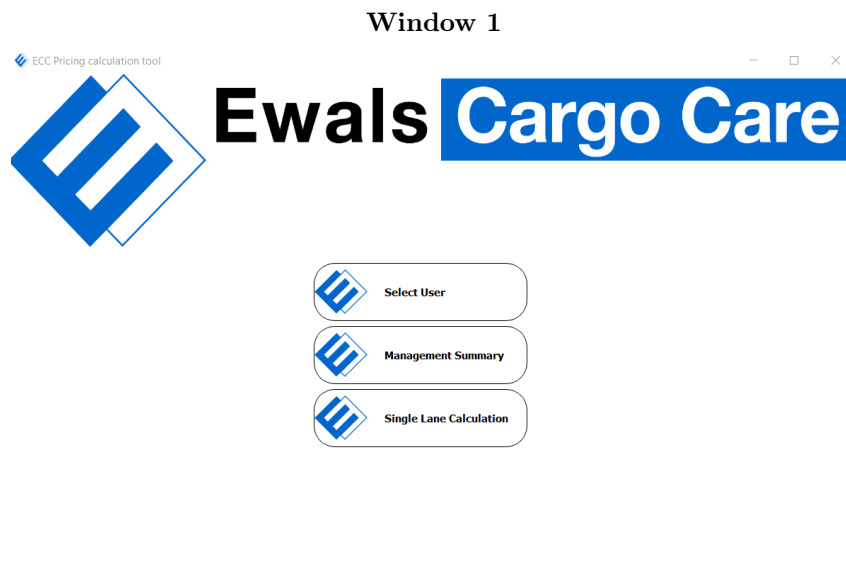 Window 1
ECC Pricing calculation tool
Ewals Cargo Care
Select User
Management Summary
Single Lane Calculation